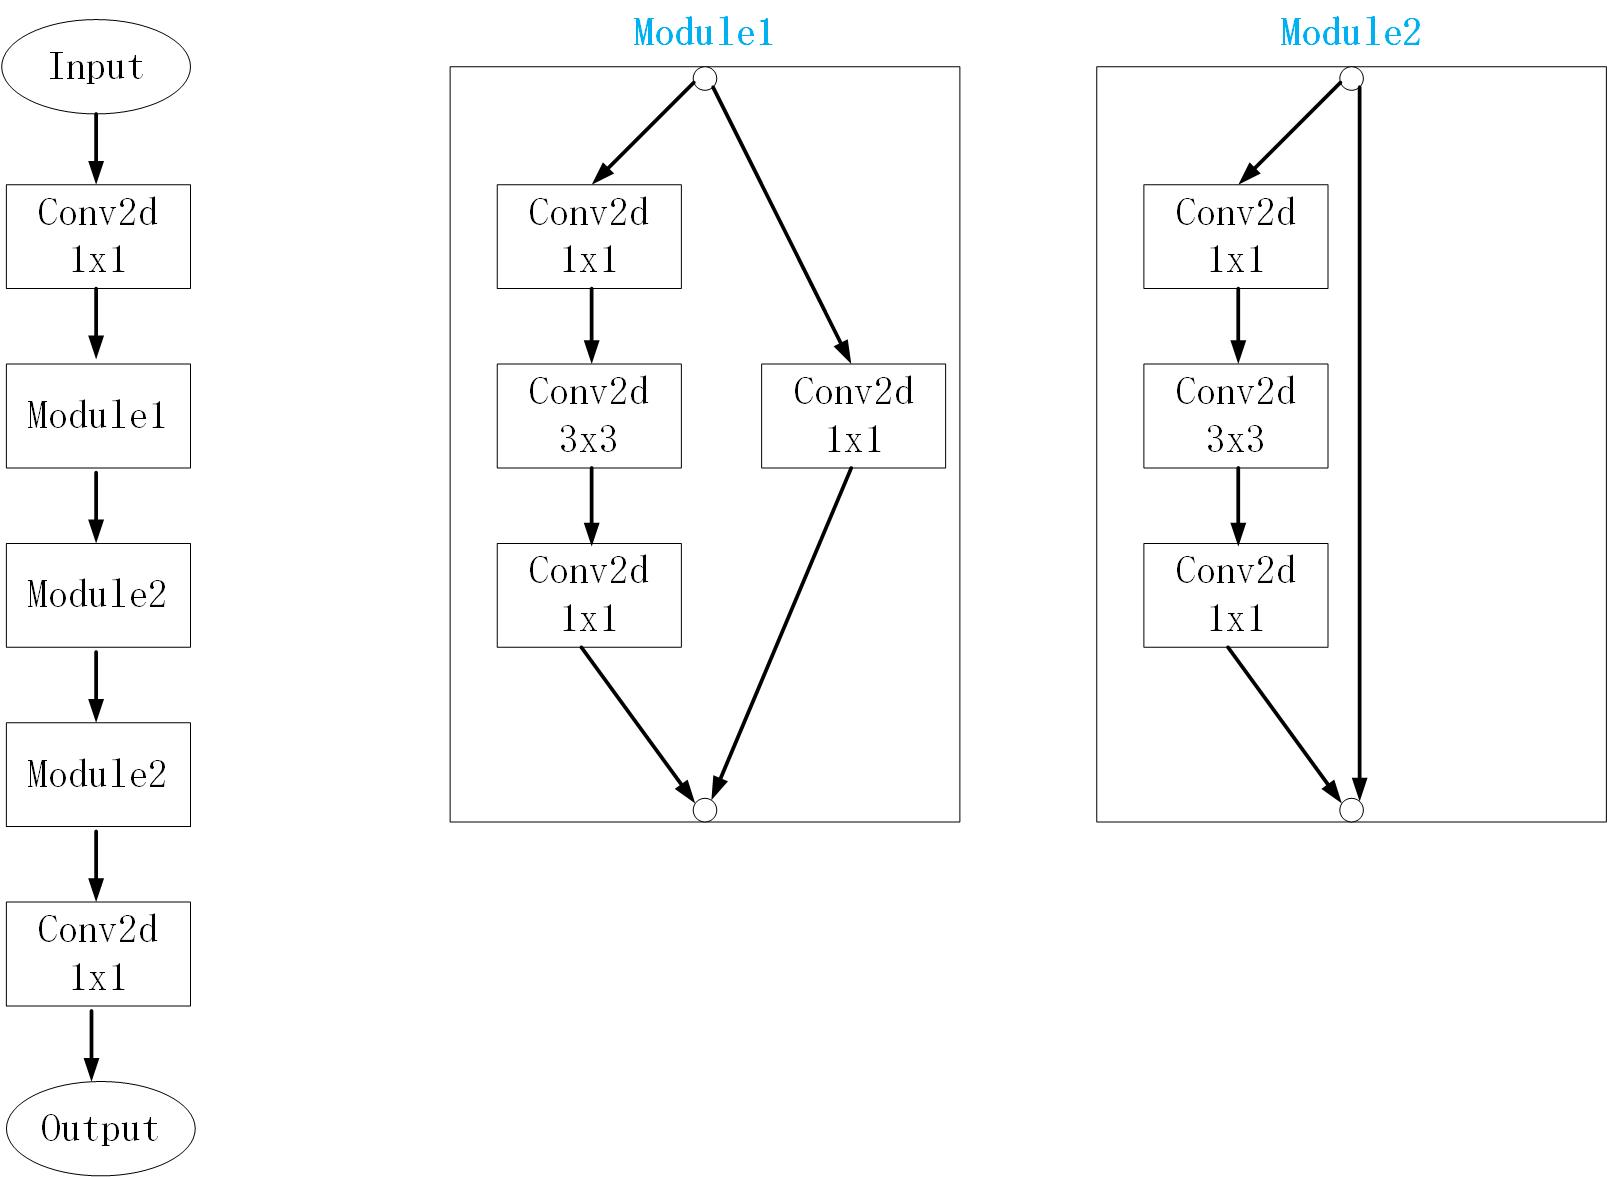 Input
Conv2d
1x1
Module1
Module2
Module2
Conv2d
1x1
Output
Module1
Conv2d
1x1
Conv2d
3x3
Conv2d
1x1
Conv2d
1x1
Module2
Conv2d
1x1
Conv2d
3x3
Conv2d
1x1